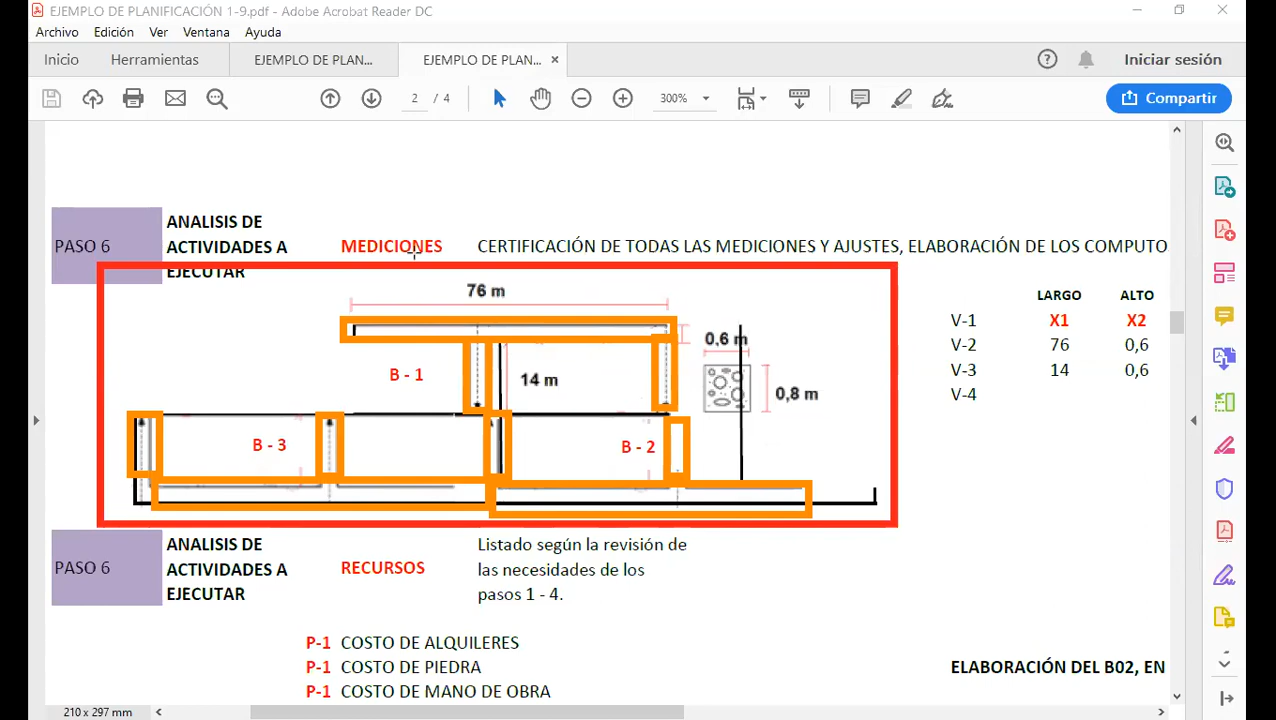 EJEMPLO DE PLANIFICACIÓN 1-9.pdf - Adobe Acrobat Reader DC
Archivo Edición Ver Ventana Ayuda
Inicio Herramientas EJEMPLO DE PLAN... EJEMPLO DE PLAN... × Iniciar sesión
2 / 4 300% Compartir
PASO 6
ANALISIS DE
ACTIVIDADES A
EJECUTAR
MEDICIONES
CERTIFICACIÓN DE TODAS LAS MEDICIONES Y AJUSTES, ELABORACIÓN DE LOS COMPUTO
76 m
0,6 m
B - 1
14 m
0,8 m
B - 3
B - 2
LARGO ALTO
V-1 X1 X2
V-2 76 0,6
V-3 14 0,6
V-4
PASO 6
ANALISIS DE
ACTIVIDADES A
EJECUTAR
RECURSOS
Listado según la revisión de
las necesidades de los
pasos 1 - 4.
P-1 COSTO DE ALQUILERES
P-1 COSTO DE PIEDRA
ELABORACIÓN DEL B02, EN
P-1 COSTO DE MANO DE OBRA
210 x 297 mm